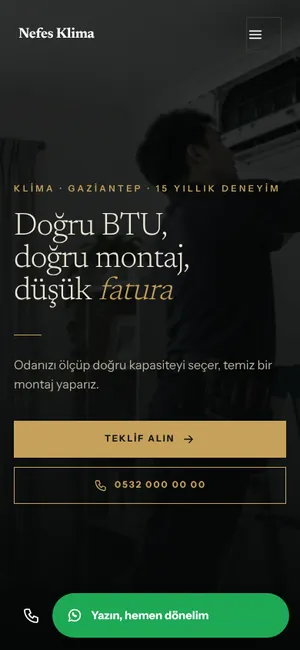 Nefes Klima
KLİMA · GAZİANTEP · 15 YILLIK DENEYİM
Doğru BTU,
doğru montaj,
düşük fatura
Odanızı ölçüp doğru kapasiteyi seçer, temiz bir
montaj yaparız.
TEKLİF ALIN →
0532 000 00 00
Yazın, hemen dönelim